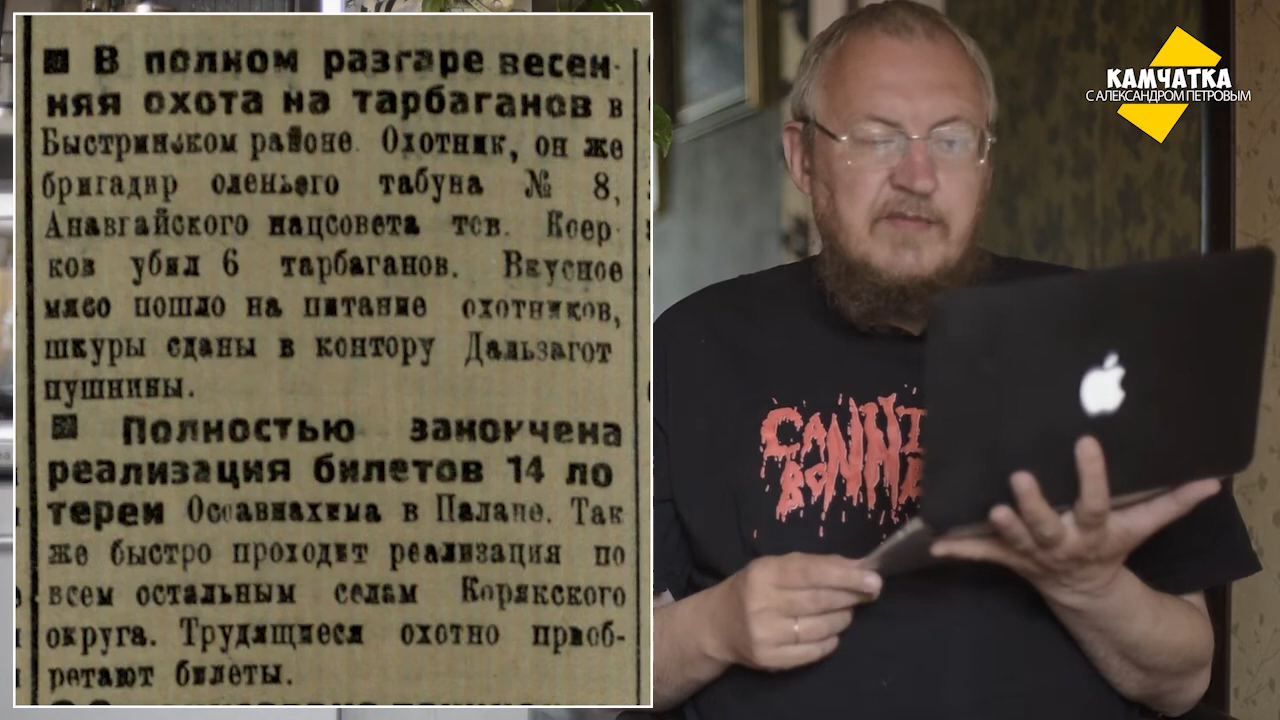 В полном разгаре весен-
няя охота на тарбаганов в
Быстринском районе. Охотник, он же
бригадир оленьего табуна № 8,
Анавгайского нацсовета тов. Коер-
ков убил 6 тарбаганов. Вкусное
мясо пошло на питание охотников,
шкуры сданы в контору Дальзагот
пушнины.
Полностью закончена
реализация билетов 14 ло
тереи Осоавиахима в Палане. Так
же быстро проходит реализация по
всем остальным селам Корякского
округа. Трудящиеся охотно приоб-
ретают билеты.
КАМЧАТКА
С АЛЕКСАНДРОМ ПЕТРОВЫМ